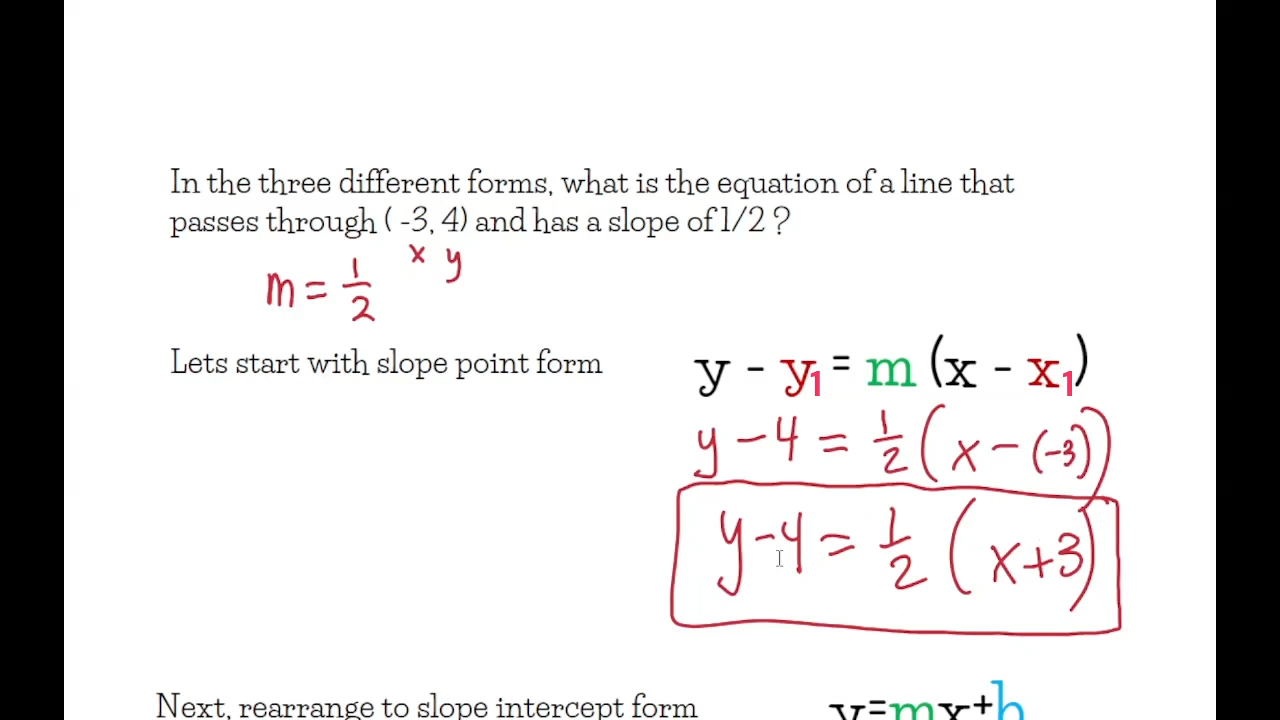 In the three different forms, what is the equation of a line that
passes through ( -3, 4) and has a slope of 1/2 ?
x y
m = 1/2
Lets start with slope point form
y - y1 = m (x - x1)
y - 4 = 1/2 (x - (-3))
y - 4 = 1/2 (x + 3)
Next, rearrange to slope intercept form
y=mx+b